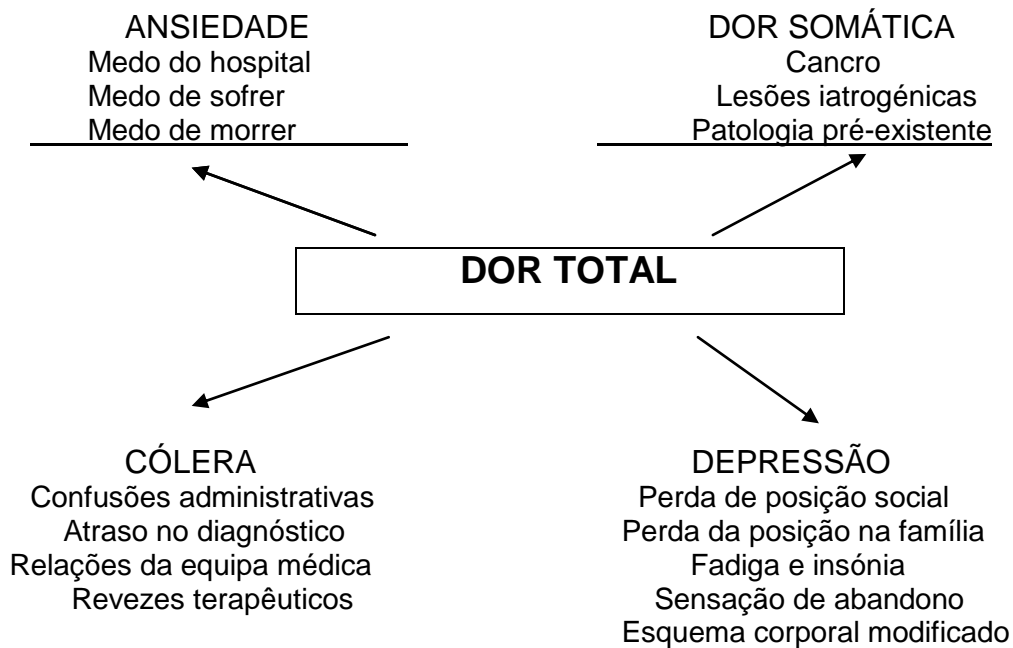 ANSIEDADE
Medo do hospital
Medo de sofrer
Medo de morrer
DOR SOMÁTICA
Cancro
Lesões iatrogénicas
Patologia pré-existente
DOR TOTAL
CÓLERA
Confusões administrativas
Atraso no diagnóstico
Relações da equipa médica
Revezes terapêuticos
DEPRESSÃO
Perda de posição social
Perda da posição na família
Fadiga e insónia
Sensação de abandono
Esquema corporal modificado